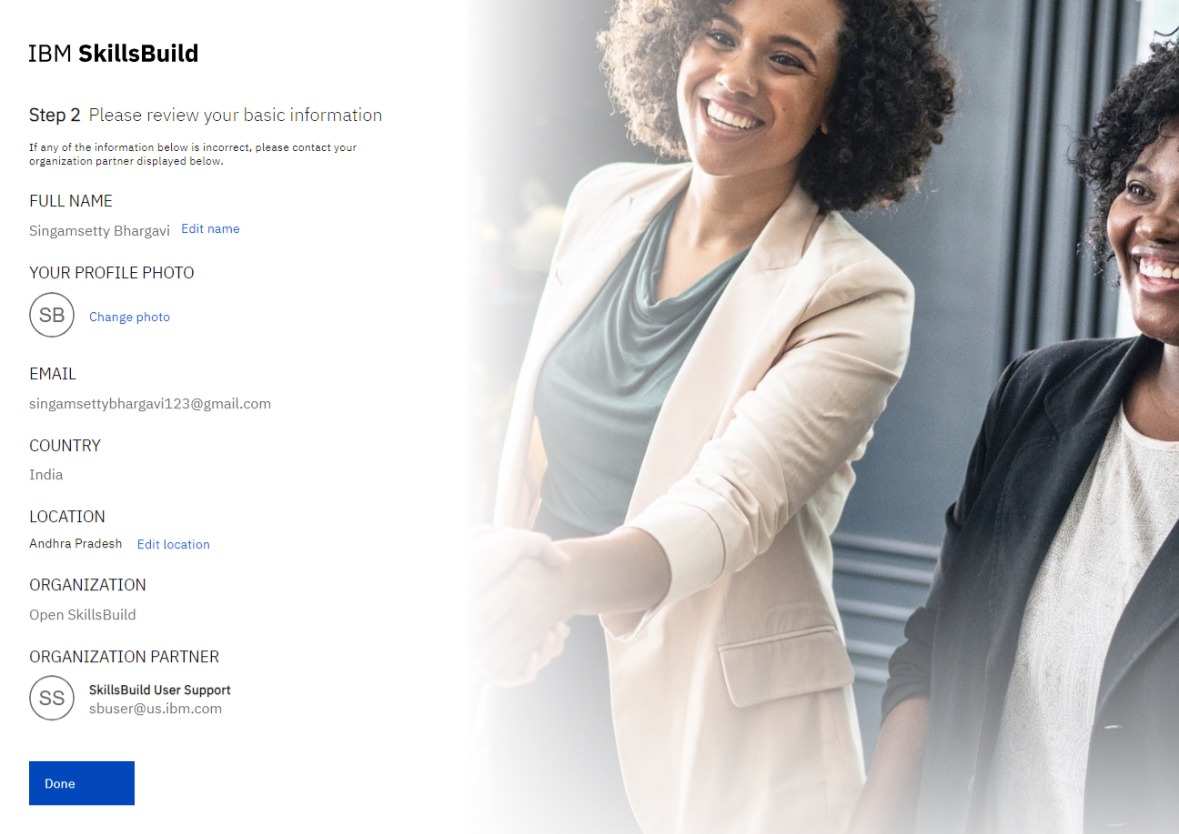 IBM SkillsBuild
Step 2 Please review your basic information
If any of the information below is incorrect, please contact your
organization partner displayed below.
FULL NAME
Singamsetty Bhargavi Edit name
YOUR PROFILE PHOTO
SB Change photo
EMAIL
singamsettybhargavi123@gmail.com
COUNTRY
India
LOCATION
Andhra Pradesh Edit location
ORGANIZATION
Open SkillsBuild
ORGANIZATION PARTNER
SS SkillsBuild User Support
sbuser@us.ibm.com
Done